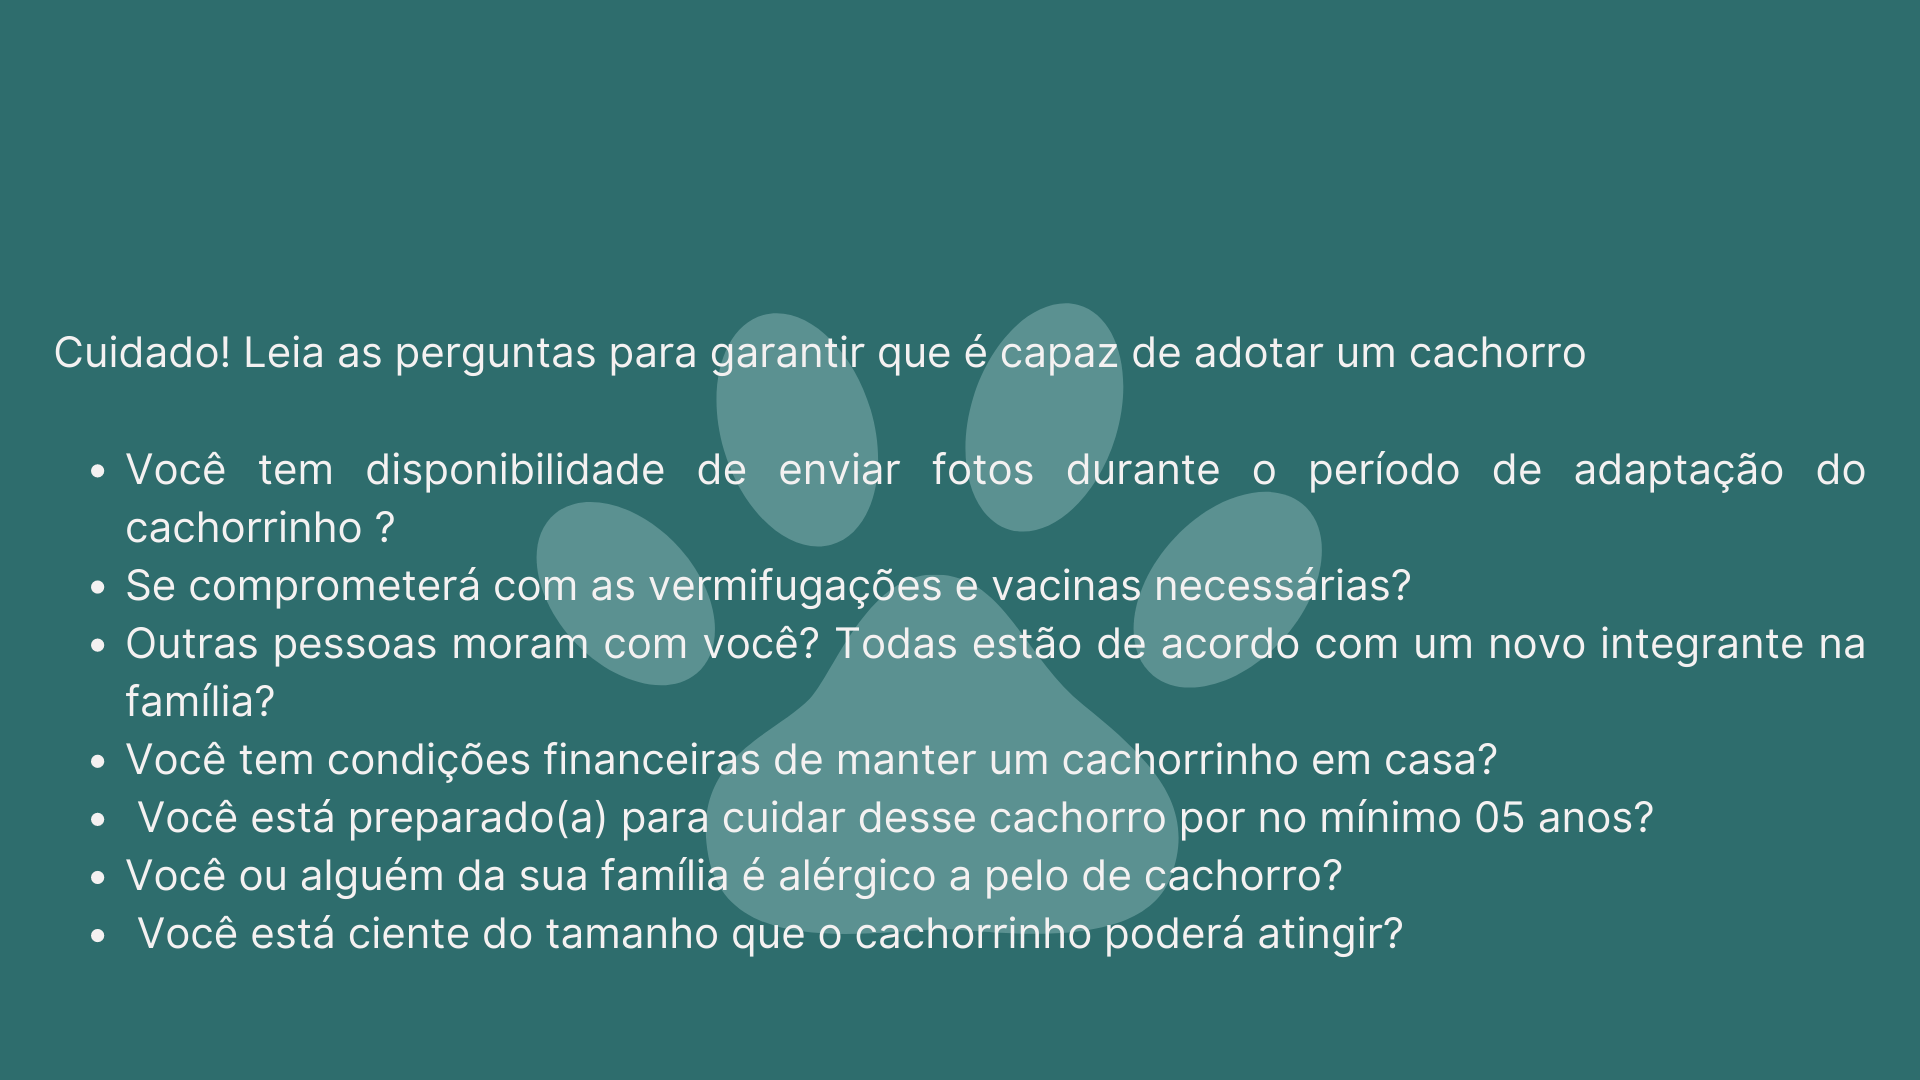 Cuidado! Leia as perguntas para garantir que é capaz de adotar um cachorro
• Você tem disponibilidade de enviar fotos durante o período de adaptação do
cachorrinho ?
• Se comprometerá com as vermifugações e vacinas necessárias?
• Outras pessoas moram com você? Todas estão de acordo com um novo integrante na
família?
• Você tem condições financeiras de manter um cachorrinho em casa?
• Você está preparado(a) para cuidar desse cachorro por no mínimo 05 anos?
• Você ou alguém da sua família é alérgico a pelo de cachorro?
• Você está ciente do tamanho que o cachorrinho poderá atingir?